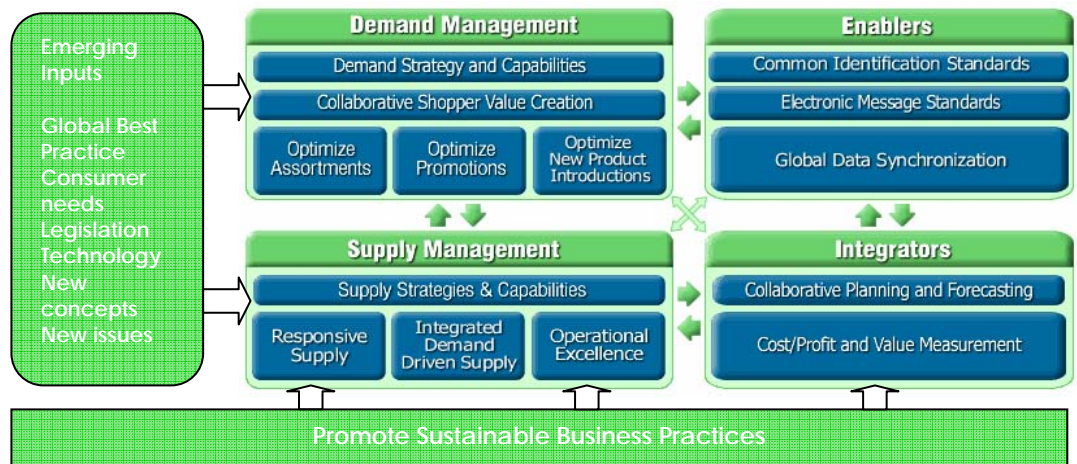 Emerging
Inputs
Global Best
Practice
Consumer
needs
Legislation
Technology
New
concepts
New issues
Demand Management
Demand Strategy and Capabilities
Collaborative Shopper Value Creation
Optimize
Assortments
Optimize
Promotions
Optimize
New Product
Introductions
Enablers
Common Identification Standards
Electronic Message Standards
Global Data Synchronization
Supply Management
Supply Strategies & Capabilities
Responsive
Supply
Integrated
Demand
Driven Supply
Operational
Excellence
Integrators
Collaborative Planning and Forecasting
Cost/Profit and Value Measurement
Promote Sustainable Business Practices